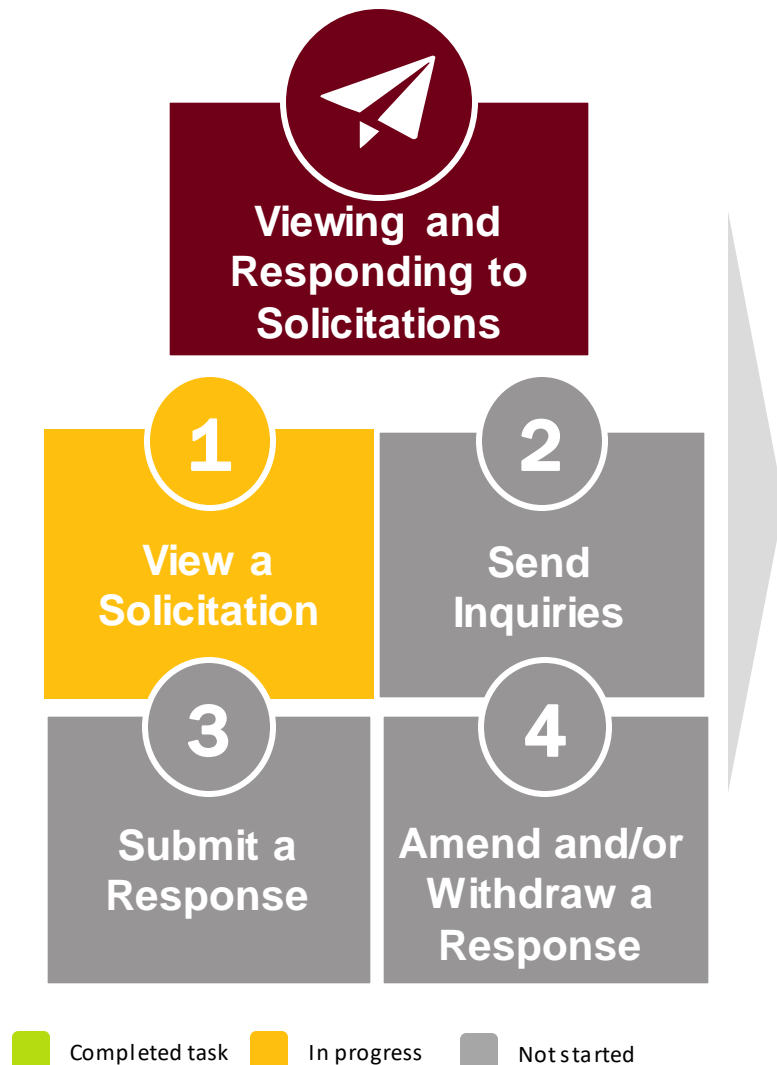 Viewing and
Responding to
Solicitations
1
View a
Solicitation
2
Send
Inquiries
3
Submit a
Response
4
Amend and/or
Withdraw a
Response
Completed task
In progress
Not started